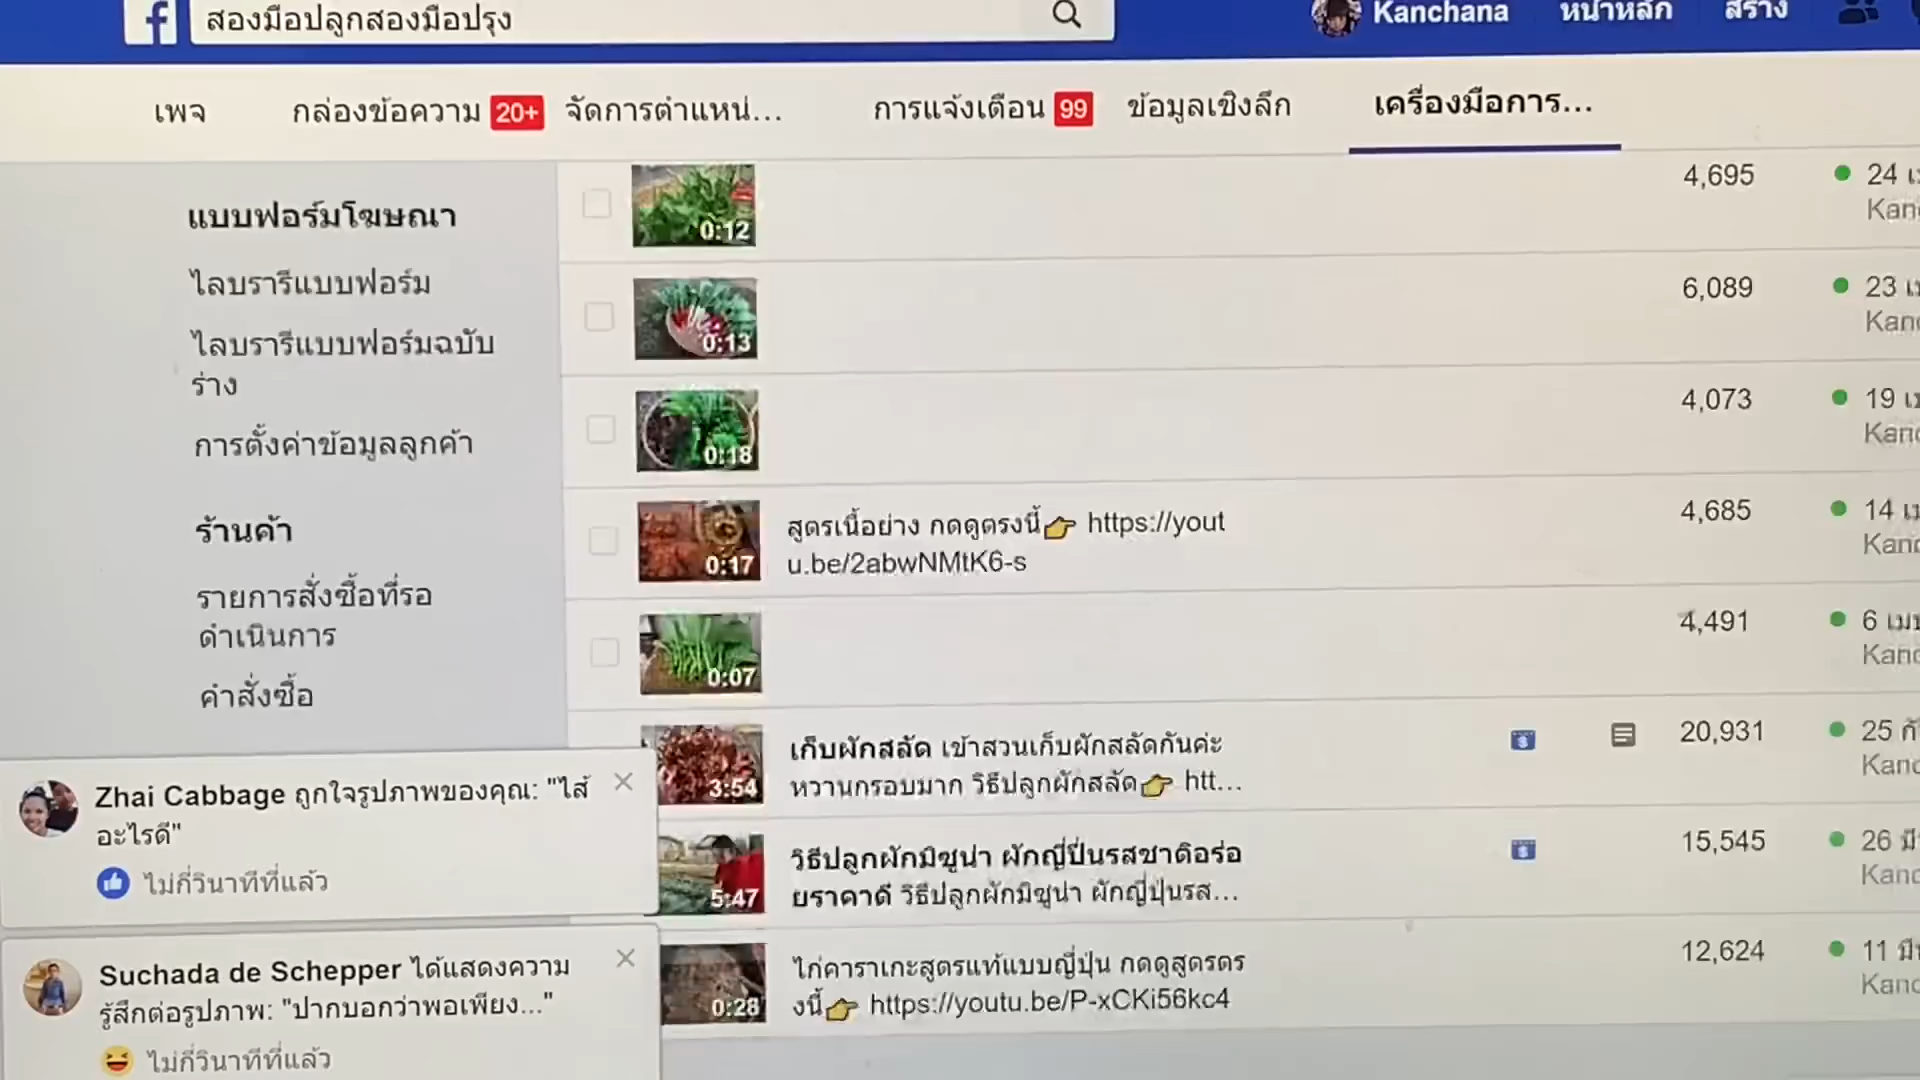 สองมือปลูกสองมือปรุง
Kanchana หน้าหลัก สร้าง
เพจ กล่องข้อความ 20+ จัดการตำแหน่... การแจ้งเตือน 99 ข้อมูลเชิงลึก เครื่องมือการ...
แบบฟอร์มโฆษณา
ไลบรารีแบบฟอร์ม
ไลบรารีแบบฟอร์มฉบับ
ร่าง
การตั้งค่าข้อมูลลูกค้า
ร้านค้า
รายการสั่งซื้อที่รอ
ดำเนินการ
คำสั่งซื้อ
0:12 4,695 24
0:13 6,089 23
0:18 4,073 19
สูตรเนื้อย่าง กดดูตรงนี้👉 https://yout
u.be/2abwNMtK6-s
0:17 4,685 14
0:07 4,491 6
เก็บผักสลัด เข้าสวนเก็บผักสลัดกันค่ะ
หวานกรอบมาก วิธีปลูกผักสลัด👉 htt...
3:54 20,931 25
วิธีปลูกผักมิซูน่า ผักญี่ปุ่นรสชาติอร่อ
ยราคาดี วิธีปลูกผักมิซูน่า ผักญี่ปุ่นรส...
5:47 15,545 26
ไก่คาราเกะสูตรแท้แบบญี่ปุ่น กดดูสูตรตร
งนี้👉 https://youtu.be/P-xCKi56kc4
0:28 12,624 11
Zhai Cabbage ถูกใจรูปภาพของคุณ: "ไส้
อะไรดี"
ไม่กี่วินาทีที่แล้ว
Suchada de Schepper ได้แสดงความ
รู้สึกต่อรูปภาพ: "ปากบอกว่าพอเพียง..."
ไม่กี่วินาทีที่แล้ว